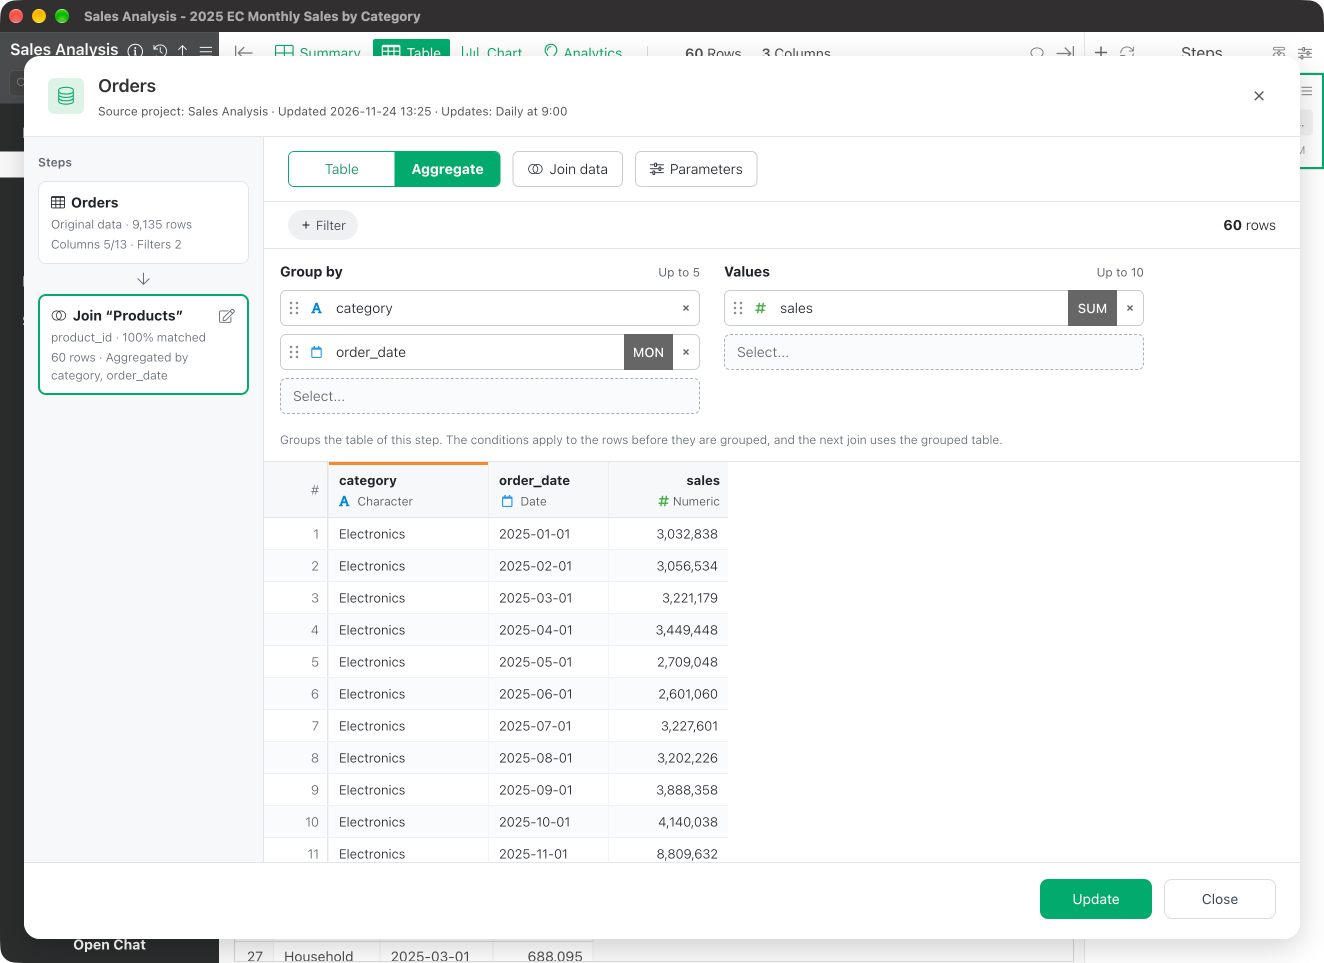 Sales Analysis - 2025 EC Monthly Sales by Category
Sales Analysis
Summary
Table
Chart
Analytics
60 Rows
3 Columns
Steps
Orders
Source project: Sales Analysis · Updated 2026-11-24 13:25 · Updates: Daily at 9:00
Steps
Orders
Original data · 9,135 rows
Columns 5/13 · Filters 2
Join “Products”
product_id · 100% matched
60 rows · Aggregated by
category, order_date
Table
Aggregate
Join data
Parameters
+ Filter
60 rows
Group by
Up to 5
A category ×
order_date MON ×
Select...
Values
Up to 10
# sales SUM ×
Select...
Groups the table of this step. The conditions apply to the rows before they are grouped, and the next join uses the grouped table.
# category order_date sales
A Character Date # Numeric
1 Electronics 2025-01-01 3,032,838
2 Electronics 2025-02-01 3,056,534
3 Electronics 2025-03-01 3,221,179
4 Electronics 2025-04-01 3,449,448
5 Electronics 2025-05-01 2,709,048
6 Electronics 2025-06-01 2,601,060
7 Electronics 2025-07-01 3,227,601
8 Electronics 2025-08-01 3,202,226
9 Electronics 2025-09-01 3,888,358
10 Electronics 2025-10-01 4,140,038
11 Electronics 2025-11-01 8,809,632
Update
Close
Open Chat
27 Household 2025-03-01 688,095